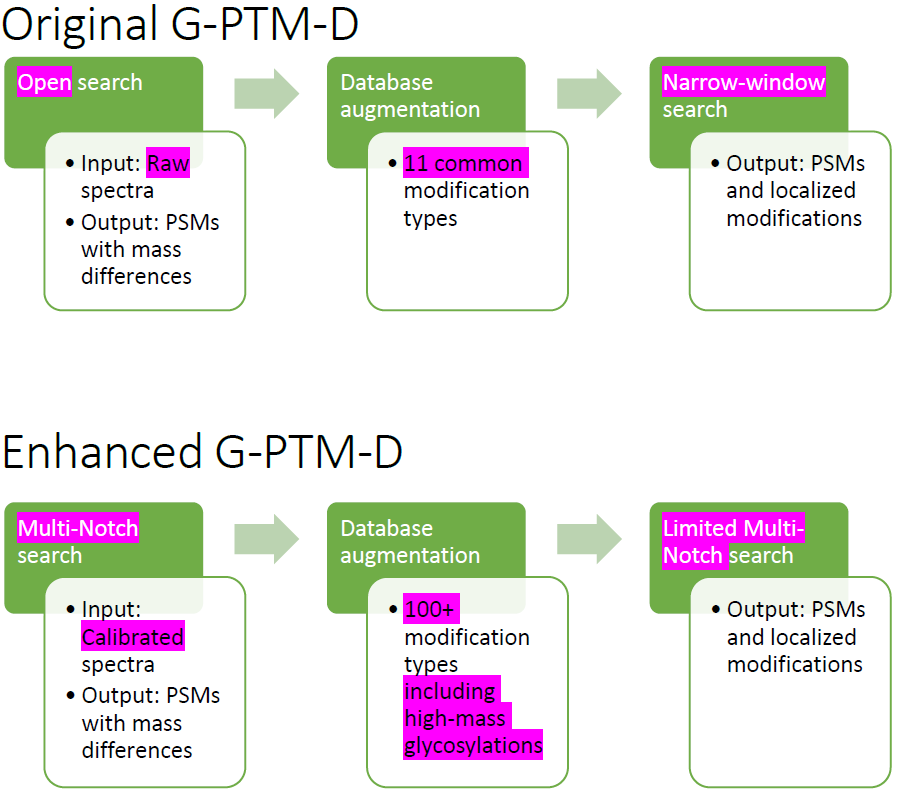 Original G-PTM-D
Open search
• Input: Raw
spectra
• Output: PSMs
with mass
differences
Database
augmentation
• 11 common
modification
types
Narrow-window
search
• Output: PSMs
and localized
modifications
Enhanced G-PTM-D
Multi-Notch
search
• Input:
Calibrated
spectra
• Output: PSMs
with mass
differences
Database
augmentation
• 100+
modification
types
including
high-mass
glycosylations
Limited Multi-
Notch search
• Output: PSMs
and localized
modifications